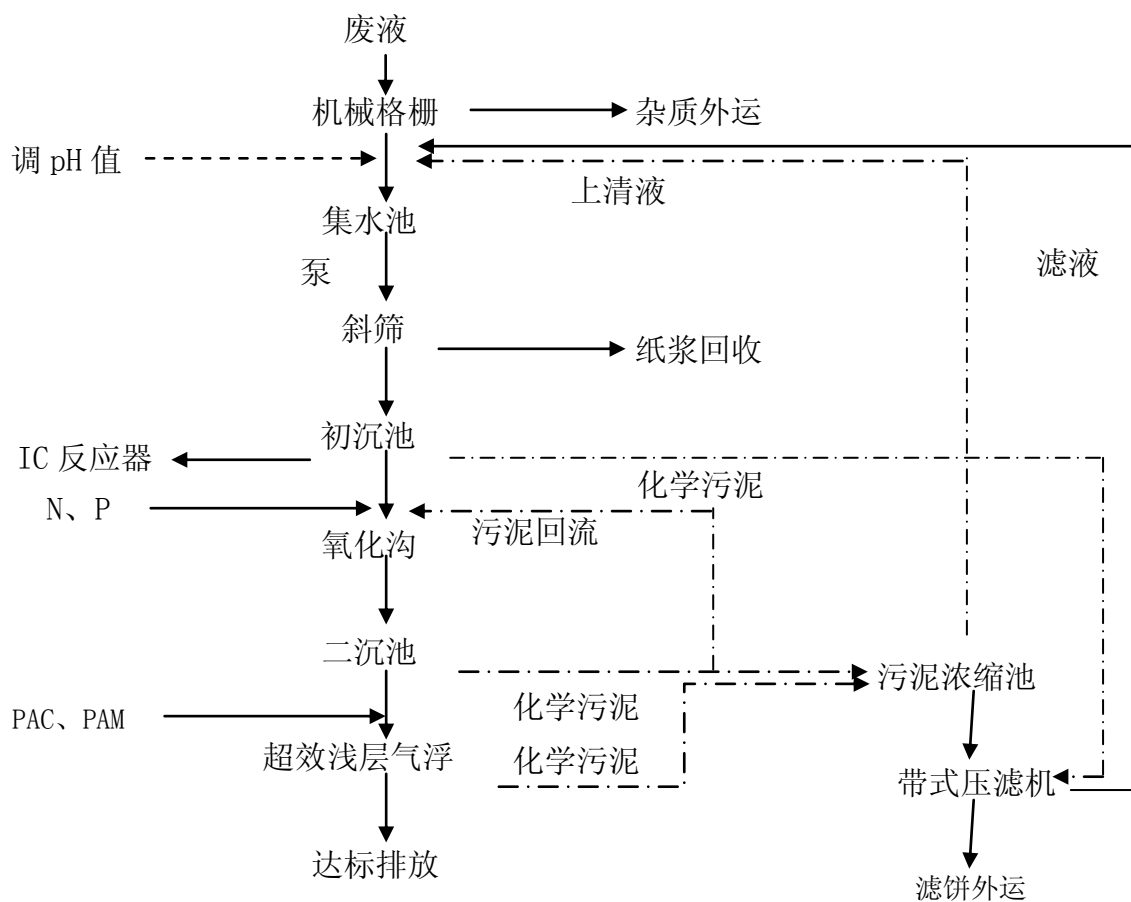 废液
机械格栅
杂质外运
调 pH 值
上清液
集水池
泵
滤液
斜筛
纸浆回收
初沉池
IC 反应器
化学污泥
N、P
污泥回流
氧化沟
二沉池
污泥浓缩池
化学污泥
PAC、PAM
超效浅层气浮
化学污泥
带式压滤机
达标排放
滤饼外运